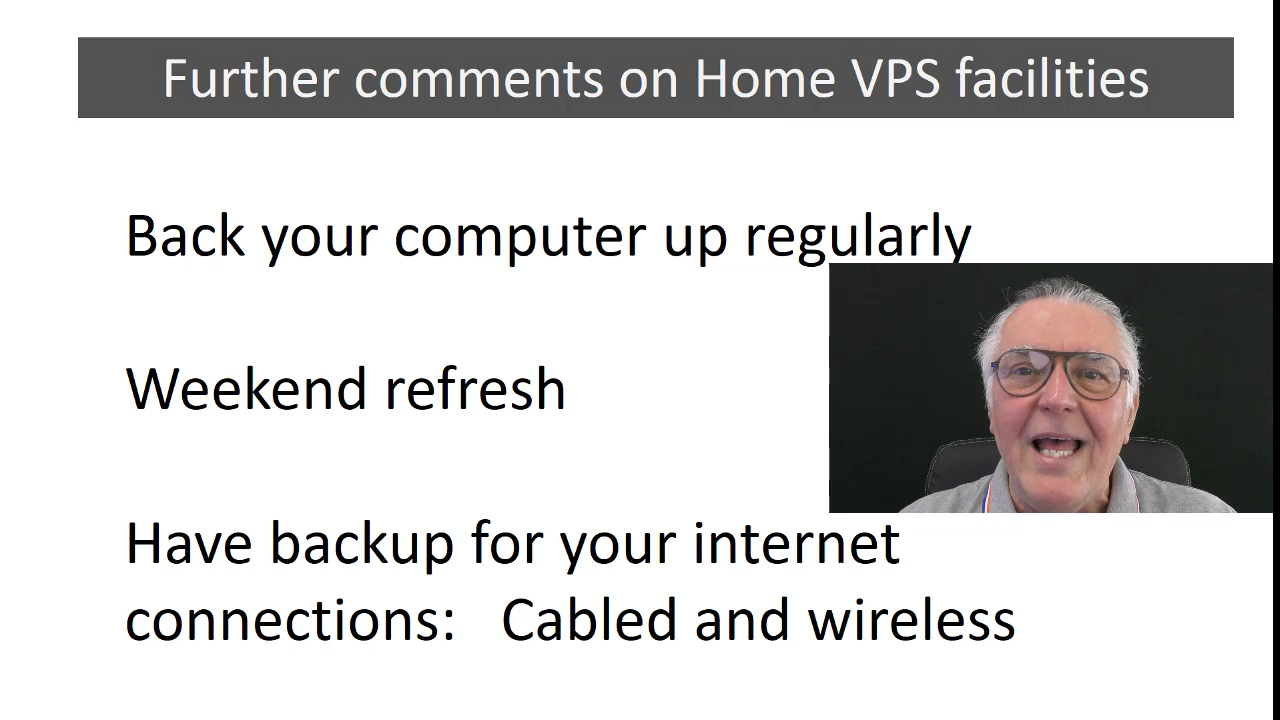 Further comments on Home VPS facilities
Back your computer up regularly
Weekend refresh
Have backup for your internet
connections: Cabled and wireless